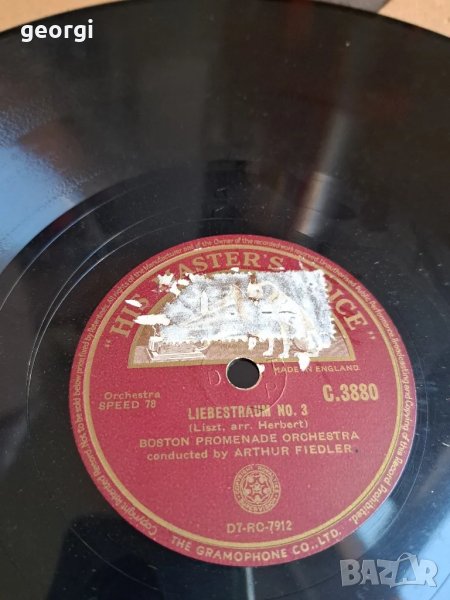 georgi
"HIS MASTER'S VOICE"
MADE IN ENGLAND.
Orchestra
SPEED 78
C.3880
LIEBESTRAUM NO. 3
(Liszt, arr. Herbert)
BOSTON PROMENADE ORCHESTRA
conducted by ARTHUR FIEDLER
D7-RC-7912
THE GRAMOPHONE CO., LTD.
bazar